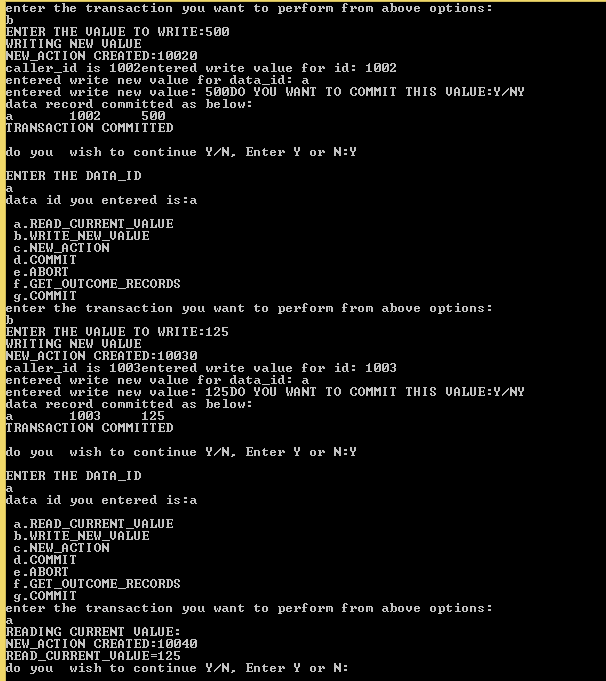 enter the transaction you want to perform from above options:
b
ENTER THE VALUE TO WRITE:500
WRITING NEW VALUE
NEW_ACTION CREATED:10020
caller_id is 1002entered write value for id: 1002
entered write new value for data_id: a
entered write new value: 500DO YOU WANT TO COMMIT THIS VALUE:Y/NY
data record committed as below:
a       1002     500
TRANSACTION COMMITTED
do you  wish to continue Y/N, Enter Y or N:Y
ENTER THE DATA_ID
a
data id you entered is:a
a.READ_CURRENT_VALUE
b.WRITE_NEW_VALUE
c.NEW_ACTION
d.COMMIT
e.ABORT
f.GET_OUTCOME_RECORDS
g.COMMIT
enter the transaction you want to perform from above options:
b
ENTER THE VALUE TO WRITE:125
WRITING NEW VALUE
NEW_ACTION CREATED:10030
caller_id is 1003entered write value for id: 1003
entered write new value for data_id: a
entered write new value: 125DO YOU WANT TO COMMIT THIS VALUE:Y/NY
data record committed as below:
a       1003     125
TRANSACTION COMMITTED
do you  wish to continue Y/N, Enter Y or N:Y
ENTER THE DATA_ID
a
data id you entered is:a
a.READ_CURRENT_VALUE
b.WRITE_NEW_VALUE
c.NEW_ACTION
d.COMMIT
e.ABORT
f.GET_OUTCOME_RECORDS
g.COMMIT
enter the transaction you want to perform from above options:
a
READING CURRENT VALUE:
NEW_ACTION CREATED:10040
READ_CURRENT_VALUE=125
do you  wish to continue Y/N, Enter Y or N: